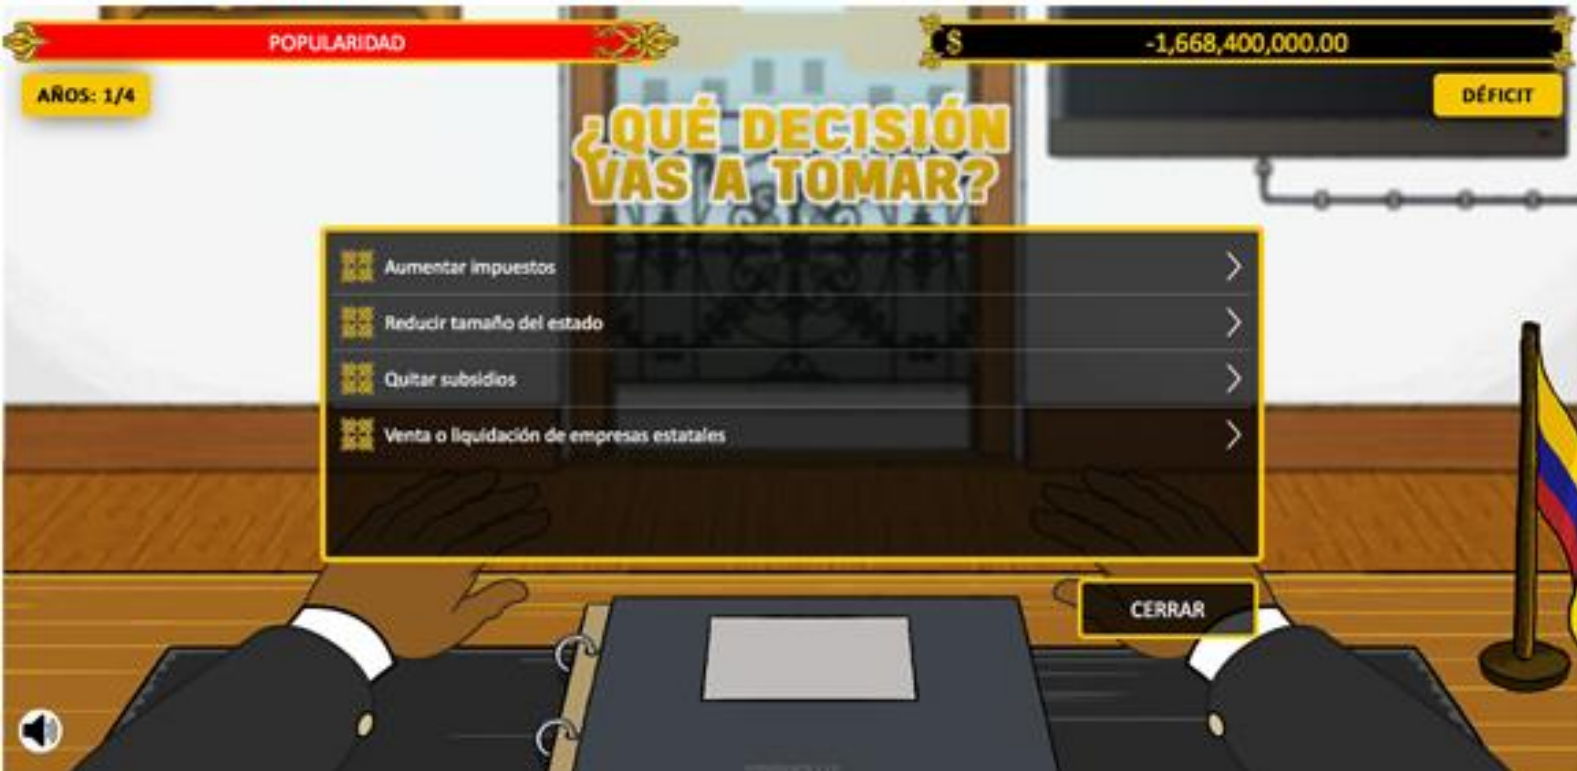 POPULARIDAD
$ -1,668,400,000.00
AÑOS: 1/4
DÉFICIT
¿QUÉ DECISIÓN
VAS A TOMAR?
Aumentar impuestos
Reducir tamaño del estado
Quitar subsidios
Venta o liquidación de empresas estatales
CERRAR